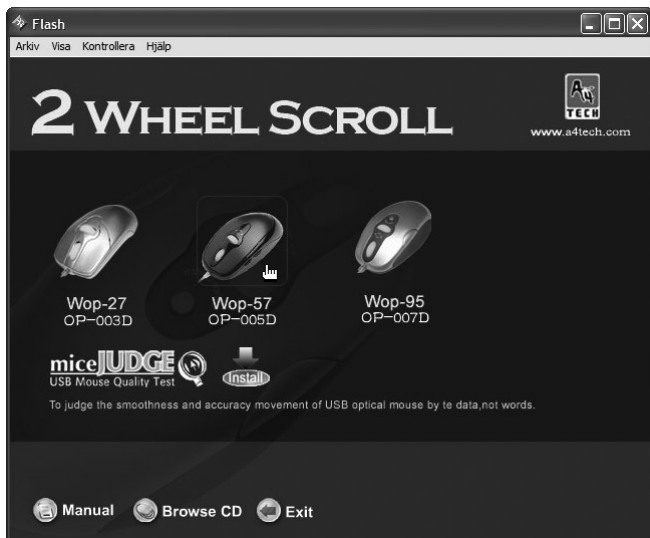 Flash
Arkiv Visa Kontrollera Hjälp
2 WHEEL SCROLL
A4
TECH
www.a4tech.com
Wop-27
OP-003D
Wop-57
OP-005D
Wop-95
OP-007D
miceJUDGE
USB Mouse Quality Test
Install
To judge the smoothness and accuracy movement of USB optical mouse by te data,not words.
Manual Browse CD Exit